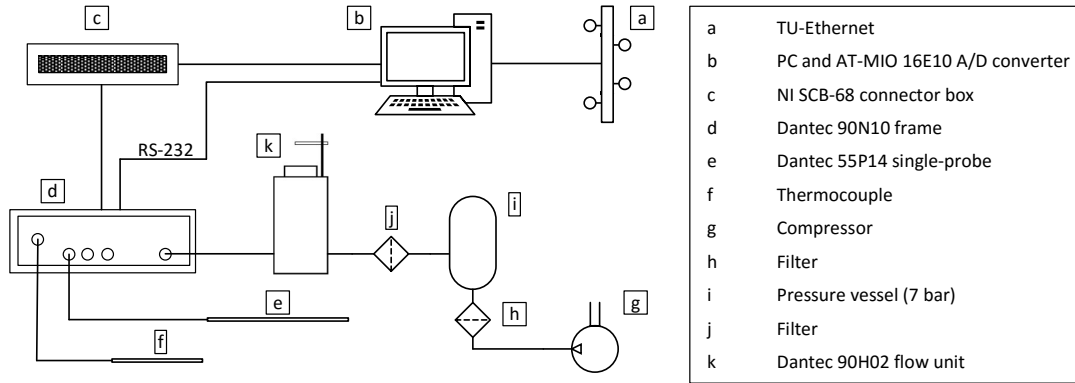 c
b
a
k
RS-232
d
j
i
e
h
g
f
a TU-Ethernet
b PC and AT-MIO 16E10 A/D converter
c NI SCB-68 connector box
d Dantec 90N10 frame
e Dantec 55P14 single-probe
f Thermocouple
g Compressor
h Filter
i Pressure vessel (7 bar)
j Filter
k Dantec 90H02 flow unit